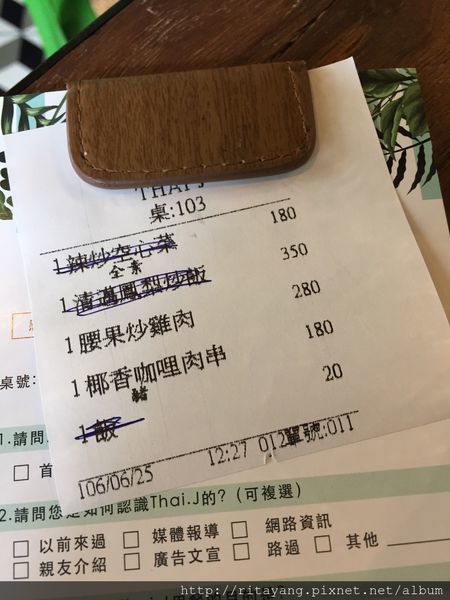 THAI J
桌:103
1 辣炒空心菜 180
全素
1 滿鳳梨炒飯 350
1 腰果炒雞肉 280
1 椰香咖哩肉串 180
豬
1 飯 20
106/06/25 12:27 012單號:011
桌號:
1.請問
首
2.請問您是如何認識Thai.J的?(可複選)
以前來過 媒體報導 網路資訊
親友介紹 廣告文宣 路過 其他
http://ritayang.pixnet.net/album